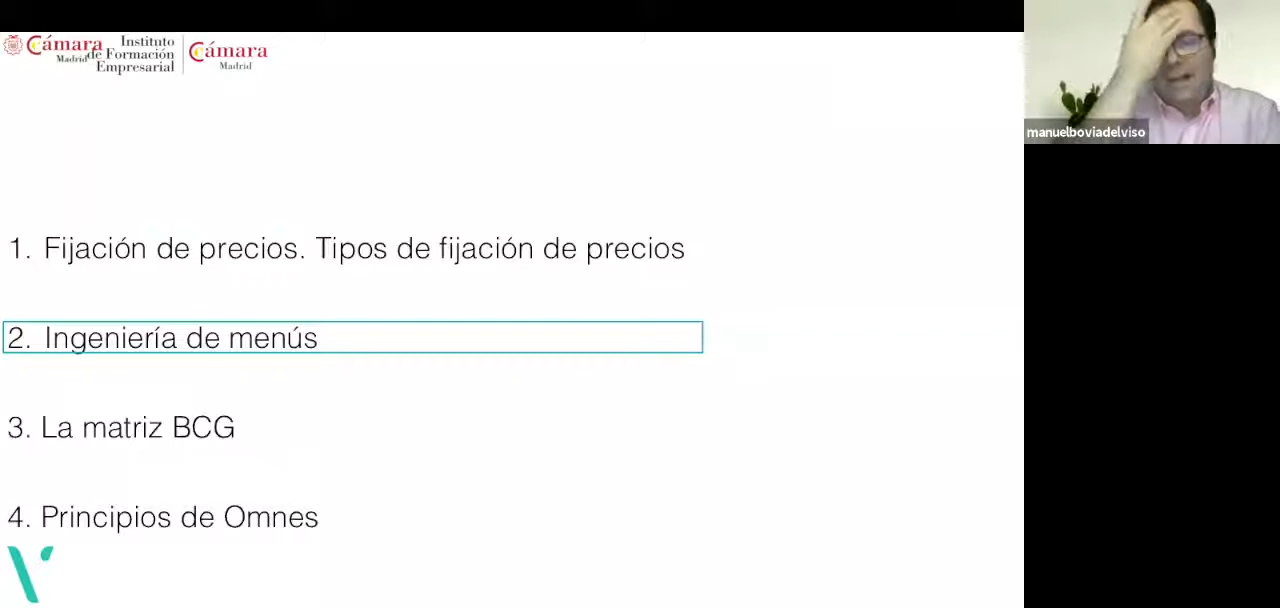 Cámara
Madrid
Instituto
de Formación
Empresarial
Cámara
Madrid
manuelboviadelviso
1. Fijación de precios. Tipos de fijación de precios
2. Ingeniería de menús
3. La matriz BCG
4. Principios de Omnes